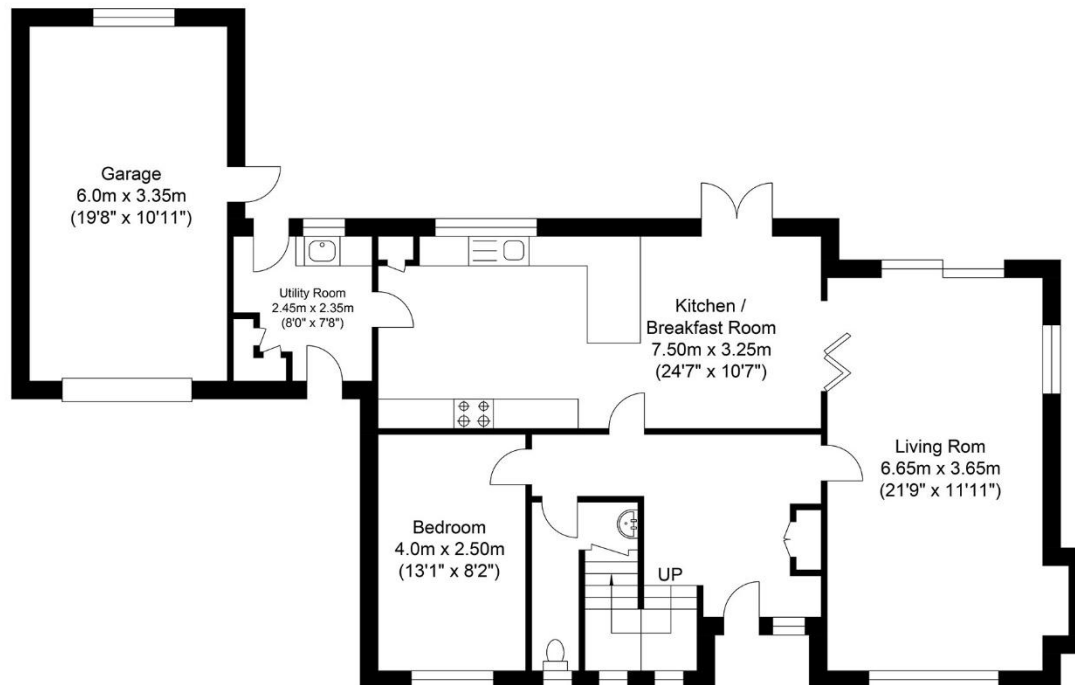 Garage
6.0m x 3.35m
(19'8" x 10'11")
Utility Room
2.45m x 2.35m
(8'0" x 7'8")
Kitchen /
Breakfast Room
7.50m x 3.25m
(24'7" x 10'7")
Living Rom
6.65m x 3.65m
(21'9" x 11'11")
Bedroom
4.0m x 2.50m
(13'1" x 8'2")
UP